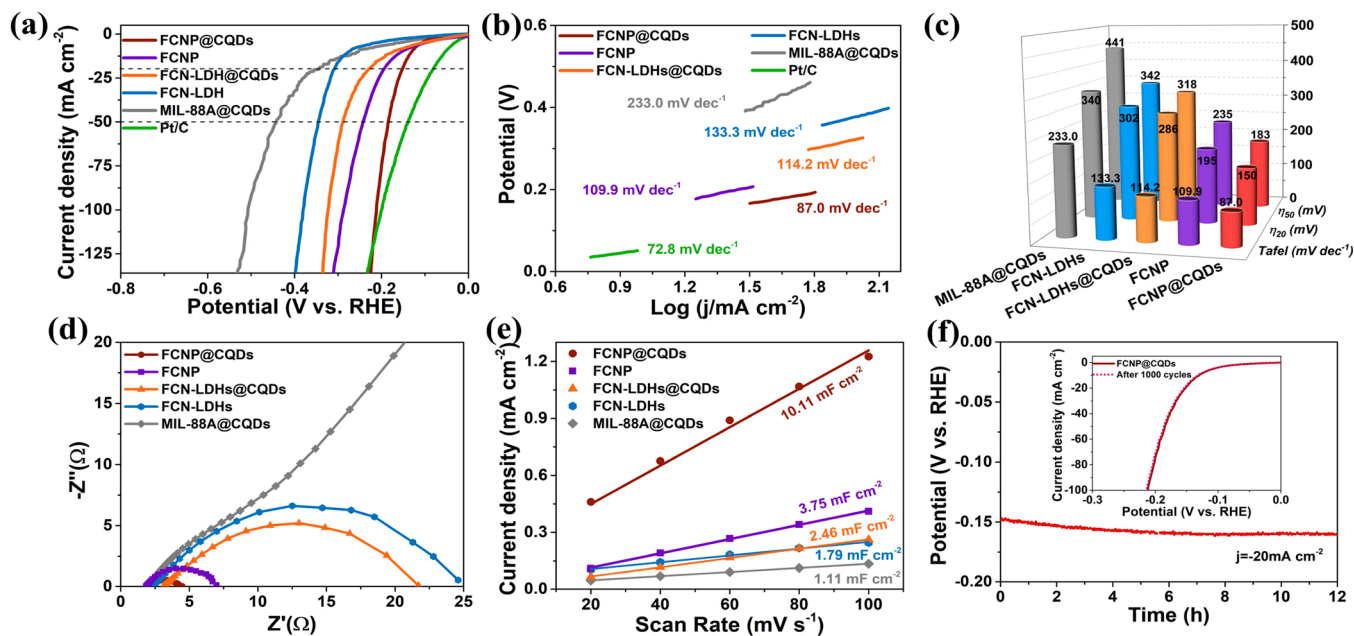 (a)
0
-25
-50
-75
-100
-125
Current density (mA cm-2)
FCNP@CQDs
FCNP
FCN-LDH@CQDs
FCN-LDH
MIL-88A@CQDs
Pt/C
-0.8
-0.6
-0.4
-0.2
0.0
Potential (V vs. RHE)
(b)
0.6
0.4
0.2
0.0
Potential (V)
FCNP@CQDs
FCNP
FCN-LDHs@CQDs
FCN-LDHs
MIL-88A@CQDs
Pt/C
233.0 mV dec-1
133.3 mV dec-1
114.2 mV dec-1
109.9 mV dec-1
87.0 mV dec-1
72.8 mV dec-1
0.6
0.9
1.2
1.5
1.8
2.1
Log (j/mA cm-2)
(c)
500
400
300
200
100
0
441
342
318
235
183
340
302
286
195
150
233.0
133.3
114.2
109.9
87.0
η50 (mV)
η20 (mV)
Tafel (mV dec-1)
MIL-88A@CQDs
FCN-LDHs
FCN-LDHs@CQDs
FCNP
FCNP@CQDs
(d)
20
15
10
5
0
-Z''(Ω)
FCNP@CQDs
FCNP
FCN-LDHs@CQDs
FCN-LDHs
MIL-88A@CQDs
0
5
10
15
20
25
Z'(Ω)
(e)
1.2
0.9
0.6
0.3
0.0
Current density (mA cm-2)
FCNP@CQDs
FCNP
FCN-LDHs@CQDs
FCN-LDHs
MIL-88A@CQDs
10.11 mF cm-2
3.75 mF cm-2
2.46 mF cm-2
1.79 mF cm-2
1.11 mF cm-2
20
40
60
80
100
Scan Rate (mV s-1)
(f)
0.00
-0.05
-0.10
-0.15
-0.20
Potential (V vs. RHE)
FCNP@CQDs
After 1000 cycles
0
-20
-40
-60
-80
-100
Current density (mA cm-2)
-0.3
-0.2
-0.1
0.0
Potential (V vs. RHE)
j=-20mA cm-2
0
2
4
6
8
10
12
Time (h)